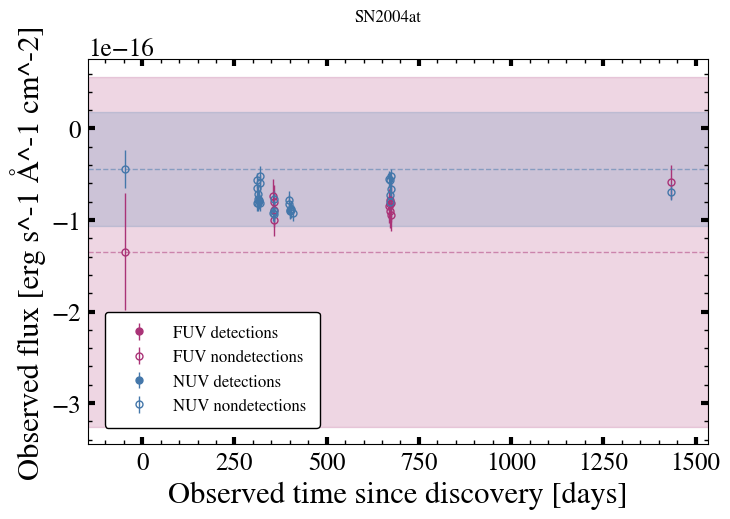 SN2004at
1e−16
Observed flux [erg s^-1 Å^-1 cm^-2]
0
−1
−2
−3
FUV detections
FUV nondetections
NUV detections
NUV nondetections
0 250 500 750 1000 1250 1500
Observed time since discovery [days]